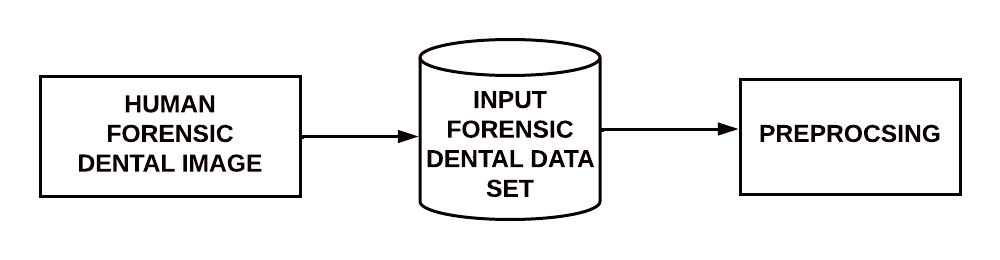 HUMAN
FORENSIC
DENTAL IMAGE
INPUT
FORENSIC
DENTAL DATA
SET
PREPROCSING